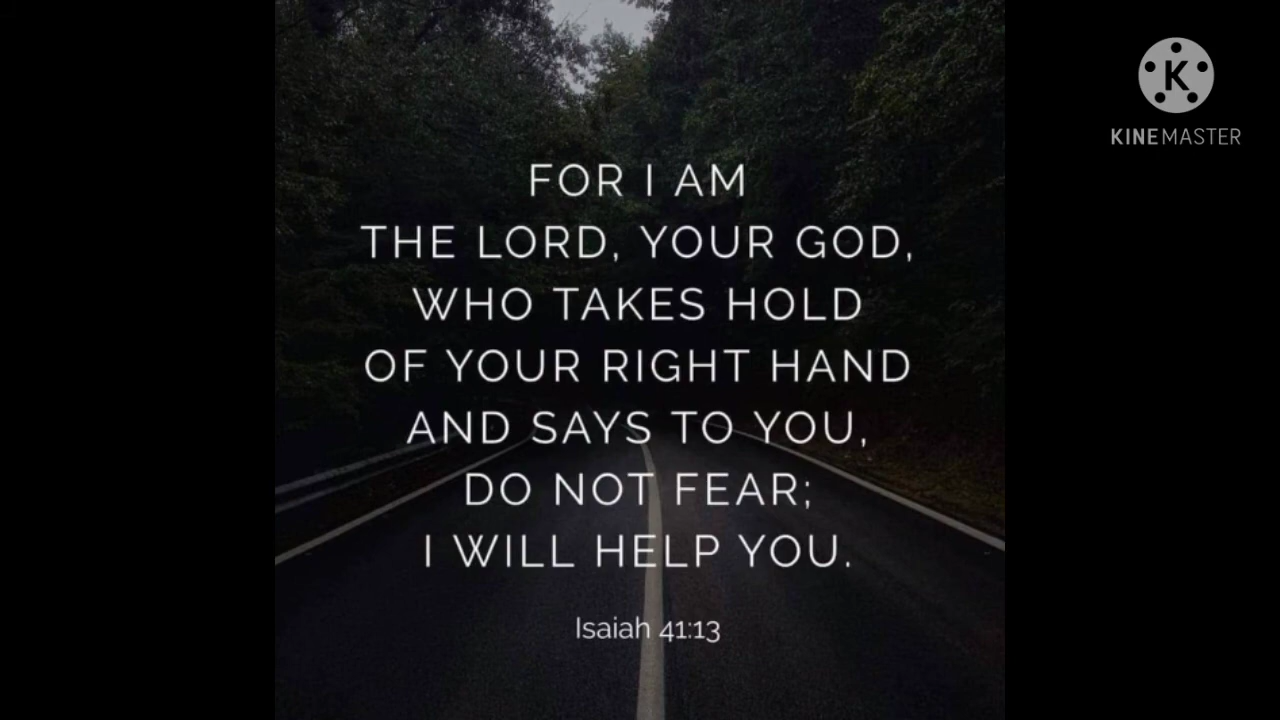 FOR I AM
THE LORD, YOUR GOD,
WHO TAKES HOLD
OF YOUR RIGHT HAND
AND SAYS TO YOU,
DO NOT FEAR;
I WILL HELP YOU.
Isaiah 41:13
K
KINEMASTER